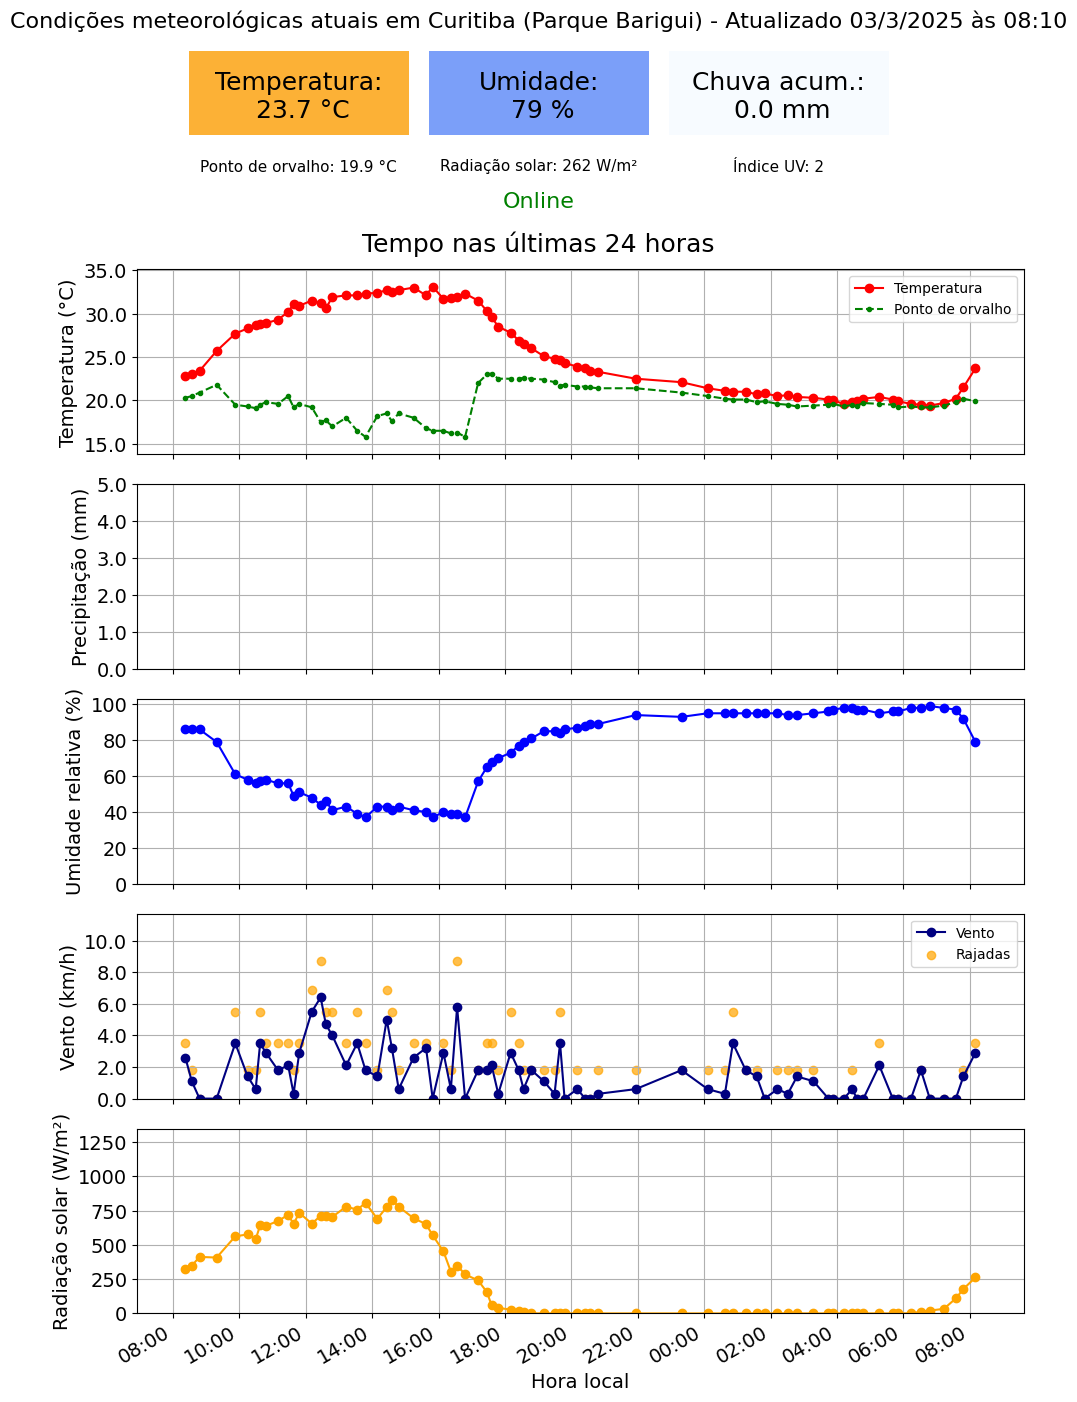 Condições meteorológicas atuais em Curitiba (Parque Barigui) - Atualizado 03/3/2025 às 08:10
Temperatura:
23.7 °C
Umidade:
79 %
Chuva acum.:
0.0 mm
Ponto de orvalho: 19.9 °C
Radiação solar: 262 W/m²
Índice UV: 2
Online
Tempo nas últimas 24 horas
Temperatura (°C)
35.0
30.0
25.0
20.0
15.0
Temperatura
Ponto de orvalho
Precipitação (mm)
5.0
4.0
3.0
2.0
1.0
0.0
Umidade relativa (%)
100
80
60
40
20
0
Vento (km/h)
10.0
8.0
6.0
4.0
2.0
0.0
Vento
Rajadas
Radiação solar (W/m²)
1250
1000
750
500
250
0
08:00
10:00
12:00
14:00
16:00
18:00
20:00
22:00
00:00
02:00
04:00
06:00
08:00
Hora local